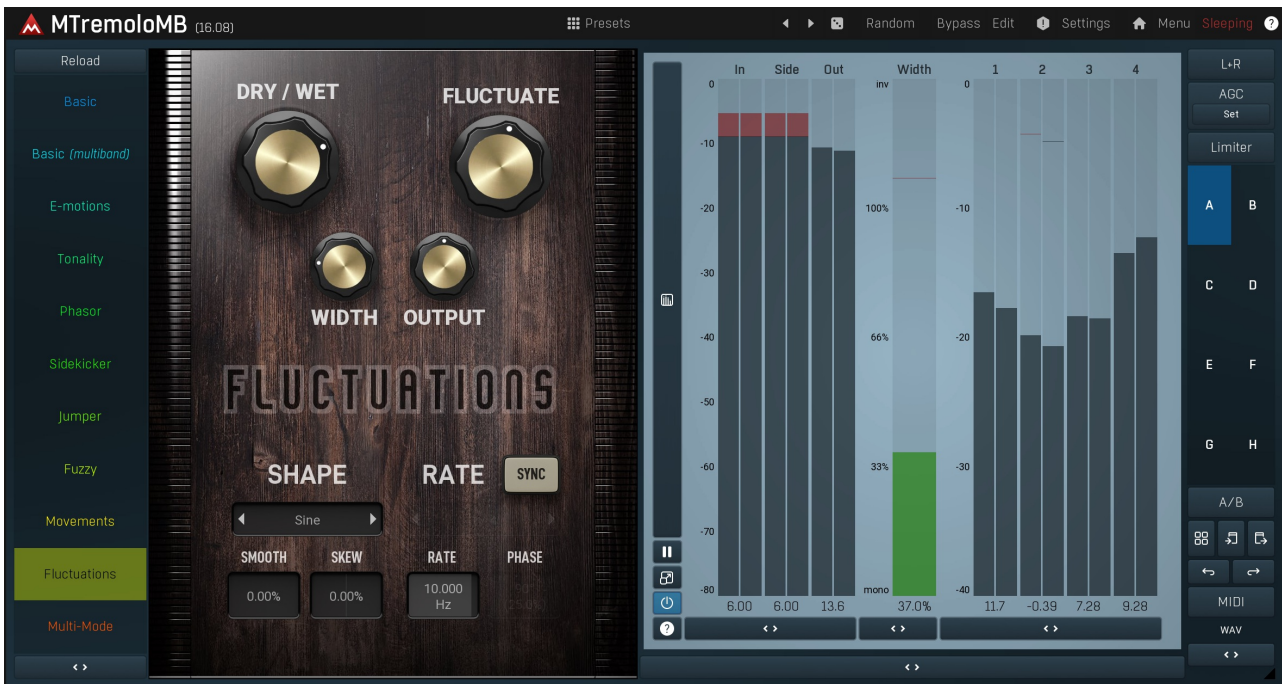 MTremoloMB (16.08)
Presets
Random
Bypass
Edit
Settings
Menu
Sleeping
?
Reload
Basic
Basic (multiband)
E-motions
Tonality
Phasor
Sidekicker
Jumper
Fuzzy
Movements
Fluctuations
Multi-Mode
DRY / WET
FLUCTUATE
WIDTH
OUTPUT
FLUCTUATIONS
SHAPE
RATE
SYNC
Sine
SMOOTH
SKEW
RATE
PHASE
0.00%
0.00%
10.000
Hz
In
Side
Out
Width
1
2
3
4
0
-10
-20
-30
-40
-50
-60
-70
-80
inv
100%
66%
33%
mono
0
-10
-20
-30
-40
6.00
6.00
13.6
37.0%
11.7
-0.39
7.28
9.28
?
L+R
AGC
Set
Limiter
A
B
C
D
E
F
G
H
A/B
MIDI
WAV